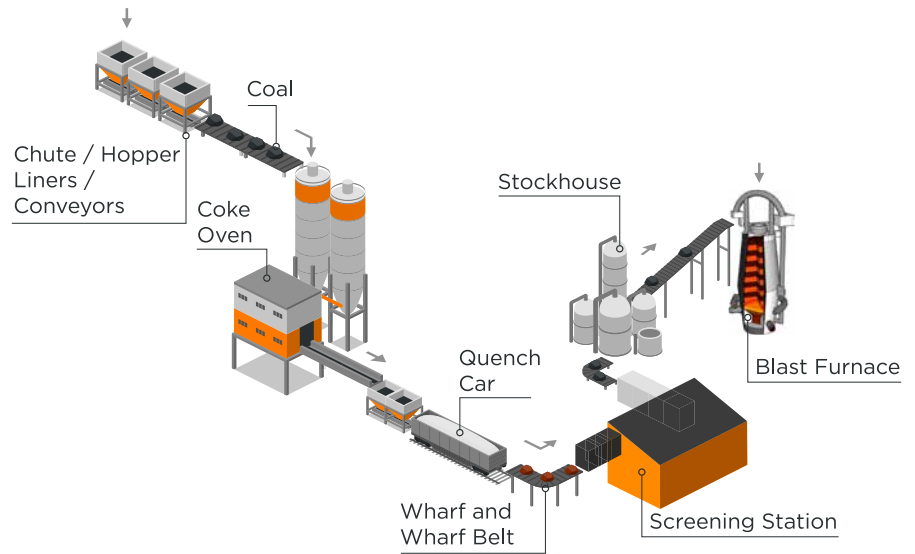 Coal
Chute / Hopper
Liners /
Conveyors
Coke
Oven
Stockhouse
Quench
Car
Blast Furnace
Wharf and
Wharf Belt
Screening Station